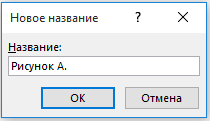 Новое название ? ×
Название:
Рисунок A.
ОК Отмена